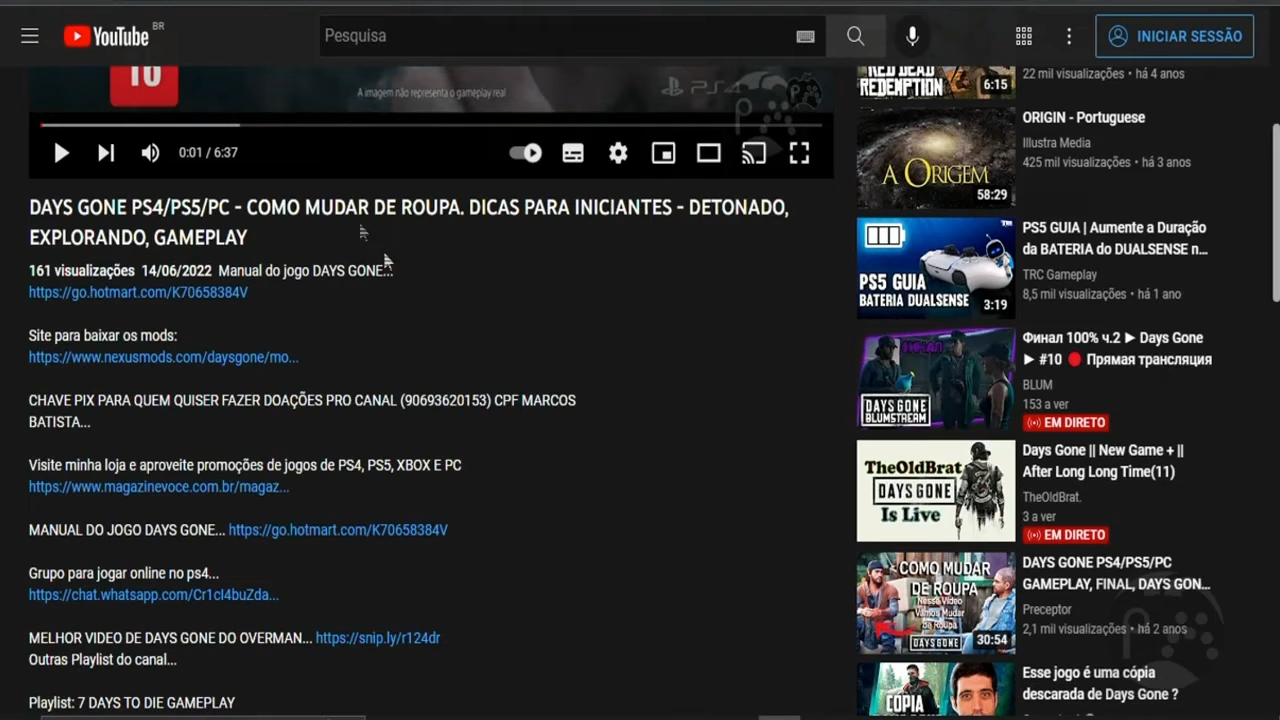 YouTube BR
Pesquisa
INICIAR SESSÃO
A imagem não representa o gameplay real
PS4
0:01 / 6:37
DAYS GONE PS4/PS5/PC - COMO MUDAR DE ROUPA. DICAS PARA INICIANTES - DETONADO,
EXPLORANDO, GAMEPLAY
161 visualizações 14/06/2022 Manual do jogo DAYS GONE...
https://go.hotmart.com/K70658384V
Site para baixar os mods:
https://www.nexusmods.com/daysgone/mo...
CHAVE PIX PARA QUEM QUISER FAZER DOAÇÕES PRO CANAL (90693620153) CPF MARCOS
BATISTA...
Visite minha loja e aproveite promoções de jogos de PS4, PS5, XBOX E PC
https://www.magazinevoce.com.br/magaz...
MANUAL DO JOGO DAYS GONE... https://go.hotmart.com/K70658384V
Grupo para jogar online no ps4...
https://chat.whatsapp.com/Cr1cI4buZda...
MELHOR VIDEO DE DAYS GONE DO OVERMAN... https://snip.ly/r124dr
Outras Playlist do canal...
Playlist: 7 DAYS TO DIE GAMEPLAY
RED DEAD
REDEMPTION
6:15
22 mil visualizações • há 4 anos
A ORIGEM
58:29
ORIGIN - Portuguese
Illustra Media
425 mil visualizações • há 3 anos
PS5 GUIA
BATERIA DUALSENSE
3:19
PS5 GUIA | Aumente a Duração
da BATERIA do DUALSENSE n...
TRC Gameplay
8,5 mil visualizações • há 1 ano
ФИНАЛ
DAYS GONE
BLUMSTREAM
Финал 100% ч.2 ► Days Gone
► #10 🔴 Прямая трансляция
BLUM
153 a ver
EM DIRETO
TheOldBrat
DAYS GONE
Is Live
Days Gone || New Game + ||
After Long Long Time(11)
TheOldBrat.
3 a ver
EM DIRETO
COMO MUDAR
DE ROUPA
Nesse Vídeo
Vamos Mudar
de Roupa
DAYS GONE
30:54
DAYS GONE PS4/PS5/PC
GAMEPLAY, FINAL, DAYS GON...
Preceptor
2,1 mil visualizações • há 2 anos
CÓPIA
Esse jogo é uma cópia
descarada de Days Gone ?